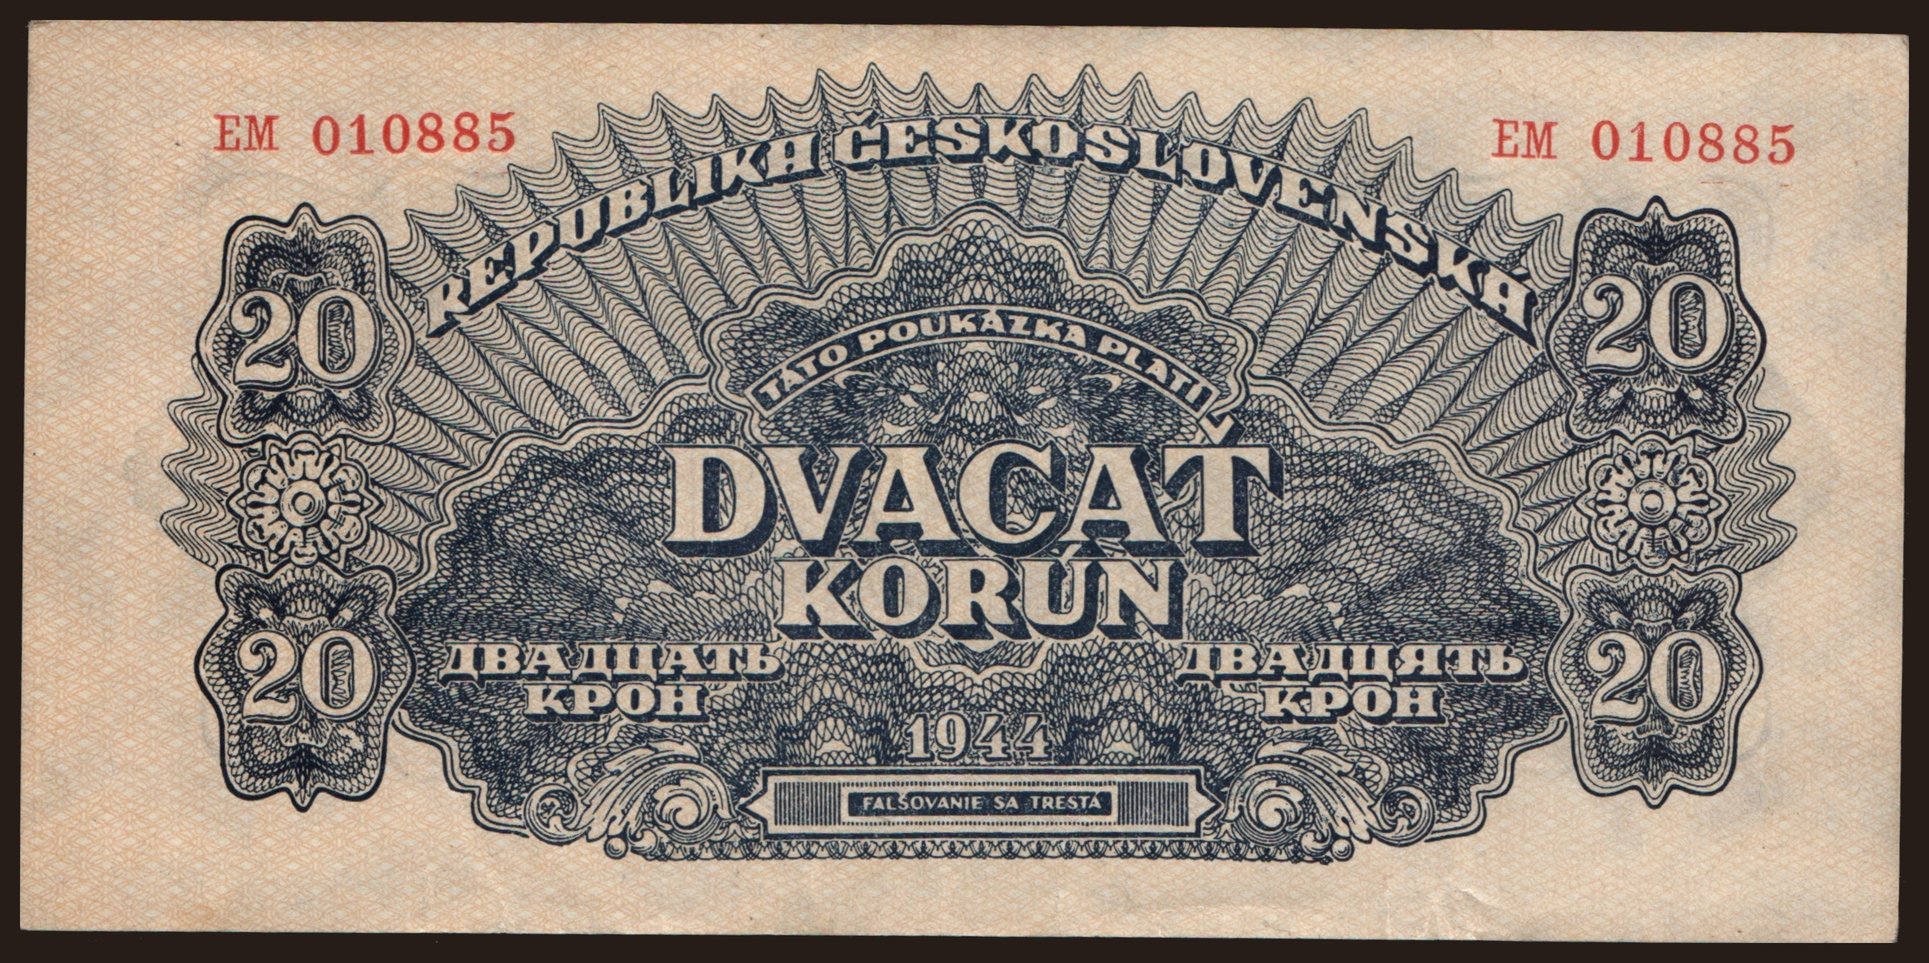 EM 010885
EM 010885
REPUBLIKA ČESKOSLOVENSKÁ
20
20
TÁTO POUKÁZKA PLATÍ
DVACAŤ
KORÚN
ДВАДЦАТЬ
КРОН
ДВАДЦЯТЬ
КРОН
20
20
1944
FALŠOVANIE SA TRESTÁ